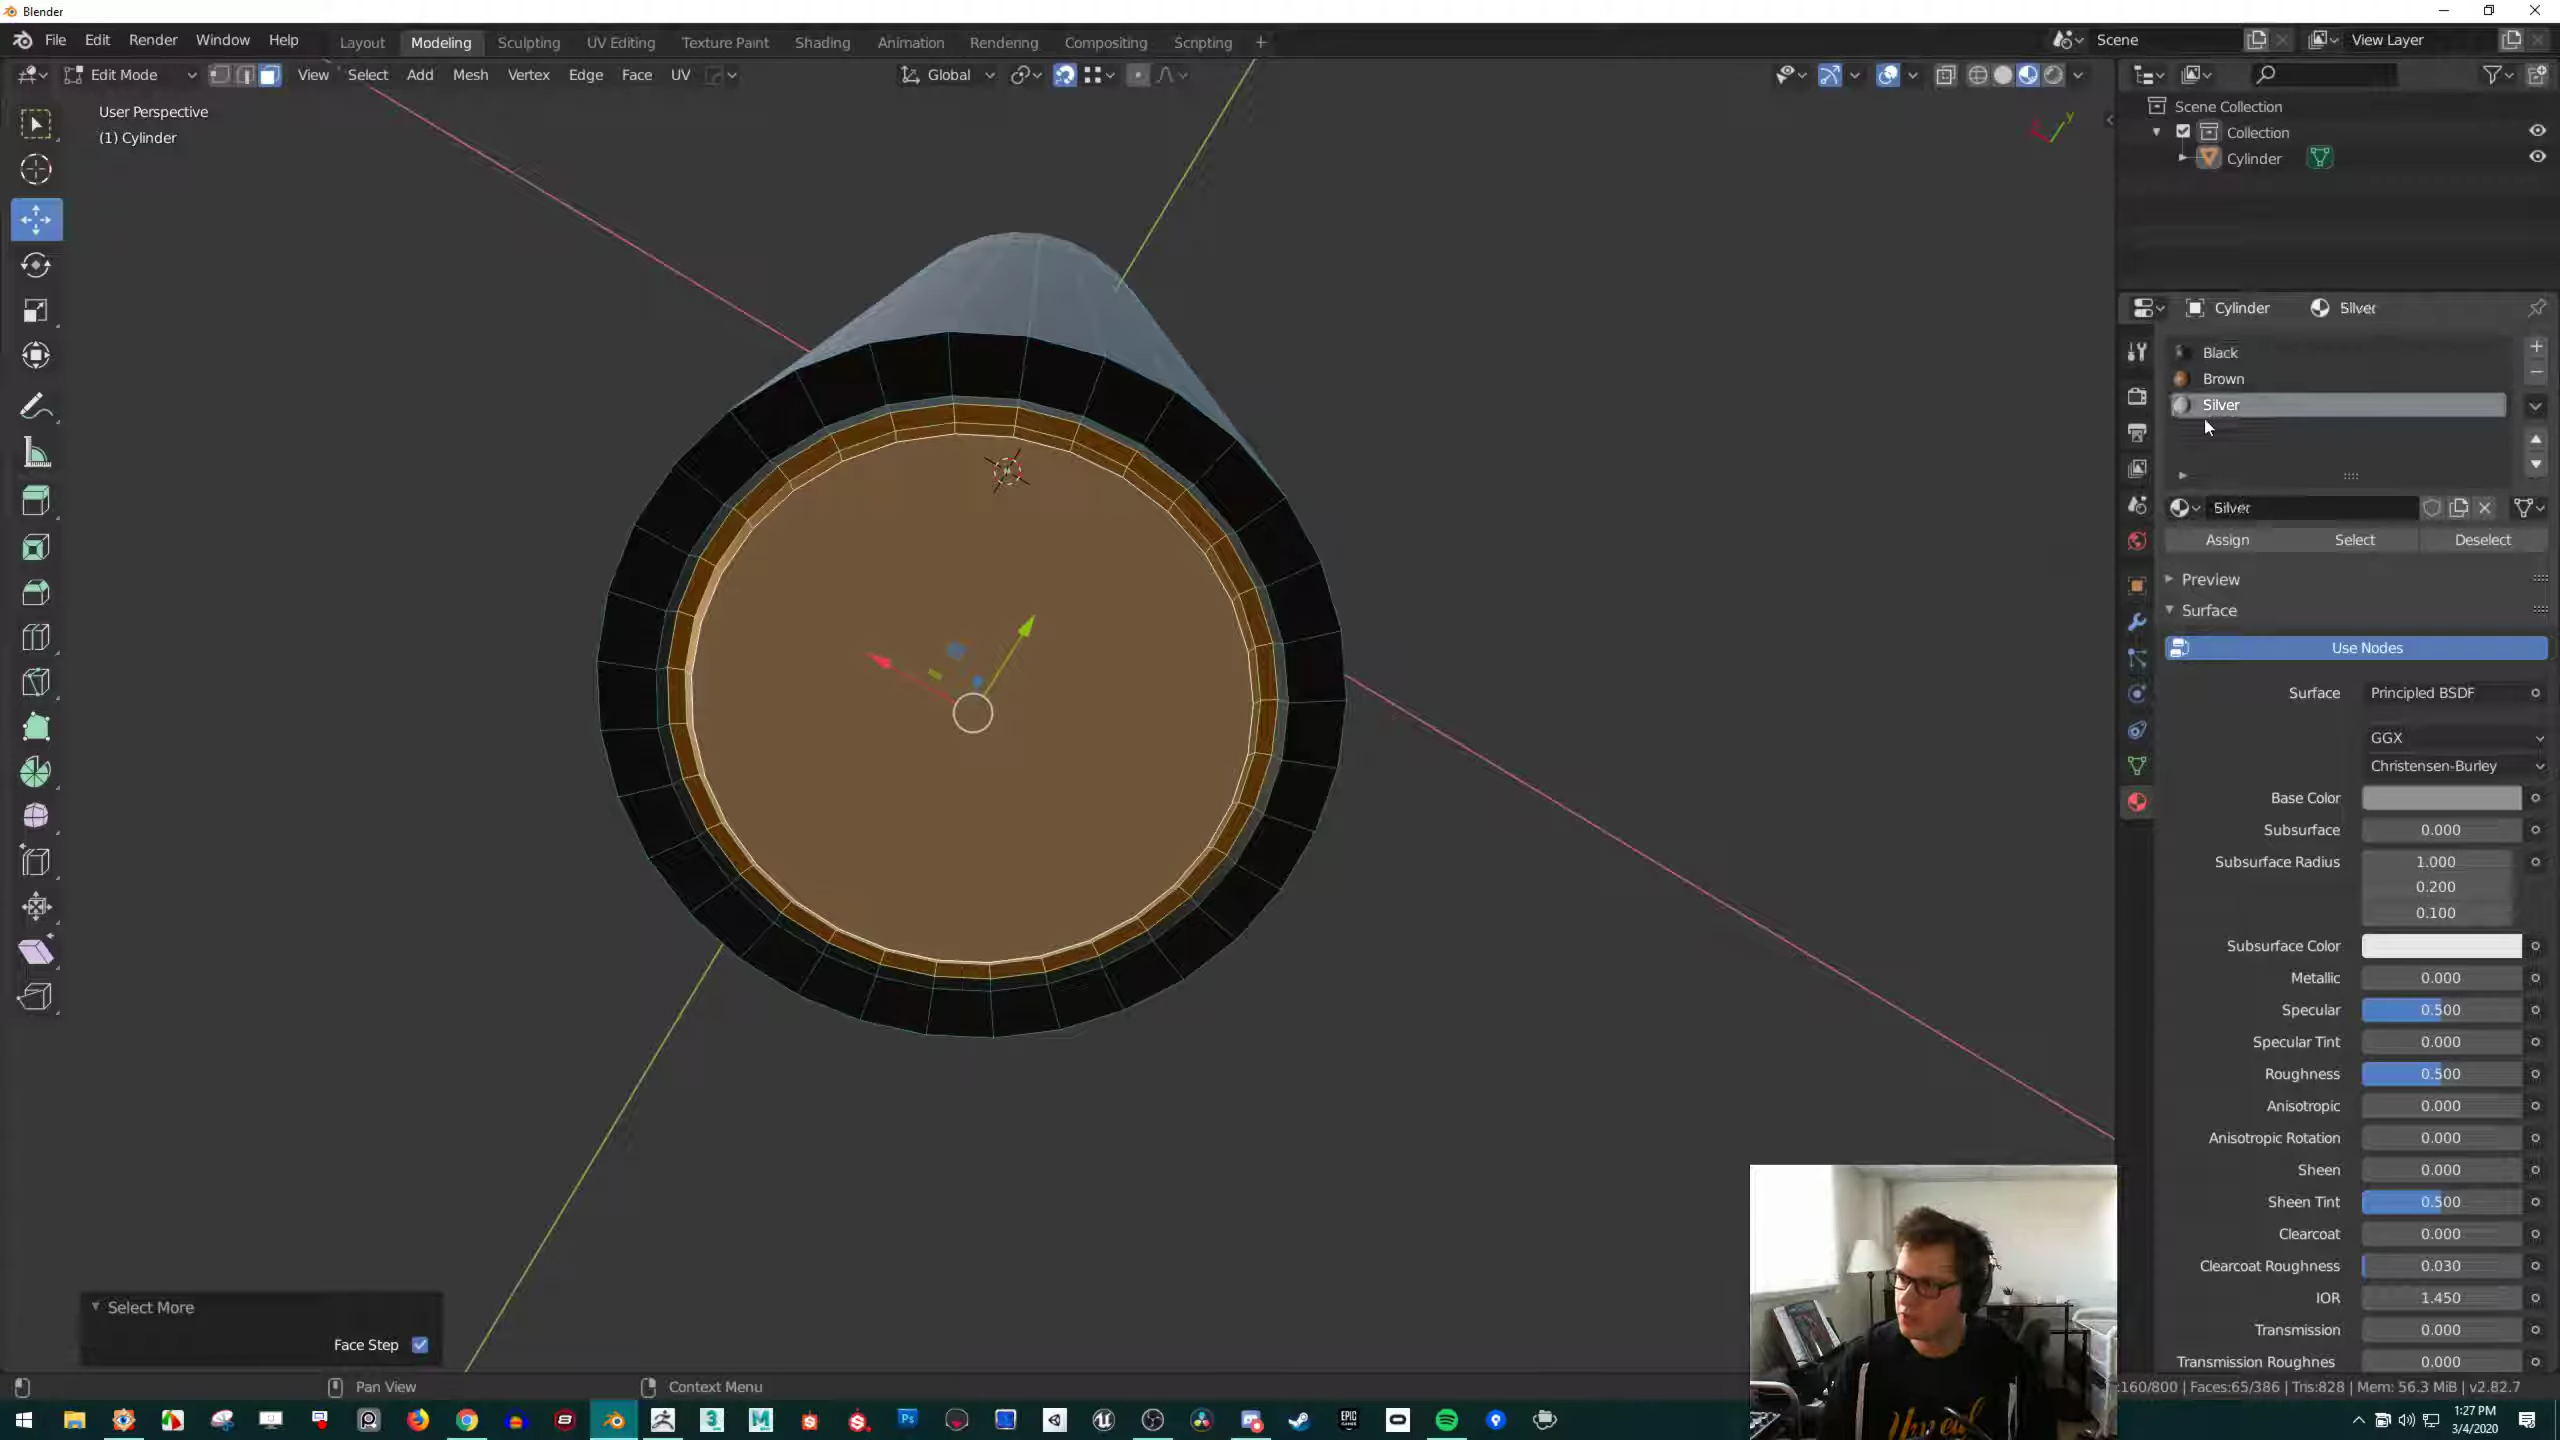 Blender
File Edit Render Window Help Layout Modeling Sculpting UV Editing Texture Paint Shading Animation Rendering Compositing Scripting + Scene View Layer
Edit Mode View Select Add Mesh Vertex Edge Face UV Global
User Perspective
(1) Cylinder
Y
Scene Collection
Collection
Cylinder
Cylinder Silver
Black
Brown
Silver
Silver
Assign Select Deselect
Preview
Surface
Use Nodes
Surface Principled BSDF
GGX
Christensen-Burley
Base Color
Subsurface 0.000
Subsurface Radius 1.000
0.200
0.100
Subsurface Color
Metallic 0.000
Specular 0.500
Specular Tint 0.000
Roughness 0.500
Anisotropic 0.000
Anisotropic Rotation 0.000
Sheen 0.000
Sheen Tint 0.500
Clearcoat 0.000
Clearcoat Roughness 0.030
IOR 1.450
Transmission 0.000
Transmission Roughnes 0.000
Select More
Face Step
Pan View Context Menu :160/800 | Faces:65/386 | Tris:828 | Mem: 56.3 MiB | v2.82.7
1:27 PM
3/4/2020